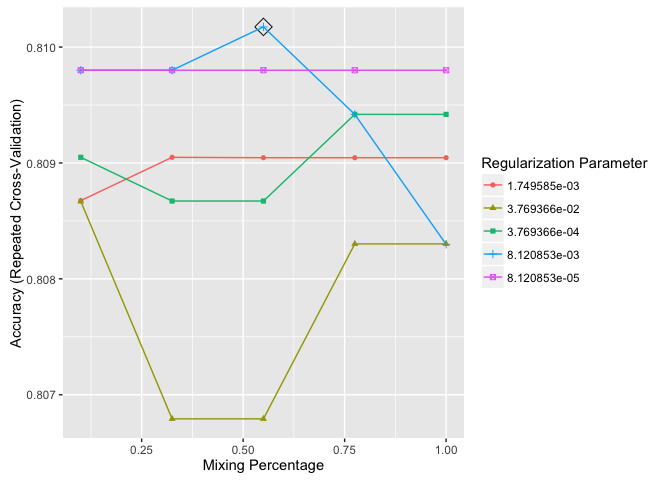 0.810
0.809
0.808
0.807
Accuracy (Repeated Cross-Validation)
0.25
0.50
0.75
1.00
Mixing Percentage
Regularization Parameter
1.749585e-03
3.769366e-02
3.769366e-04
8.120853e-03
8.120853e-05